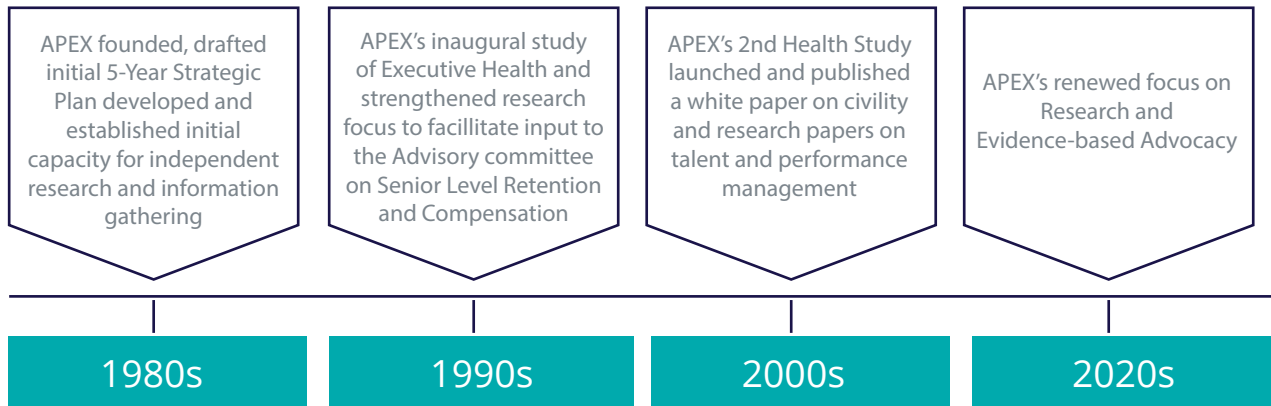 APEX founded, drafted
initial 5-Year Strategic
Plan developed and
established initial
capacity for independent
research and information
gathering
APEX’s inaugural study
of Executive Health and
strengthened research
focus to facillitate input to
the Advisory committee
on Senior Level Retention
and Compensation
APEX’s 2nd Health Study
launched and published
a white paper on civility
and research papers on
talent and performance
management
APEX’s renewed focus on
Research and
Evidence-based Advocacy
1980s
1990s
2000s
2020s